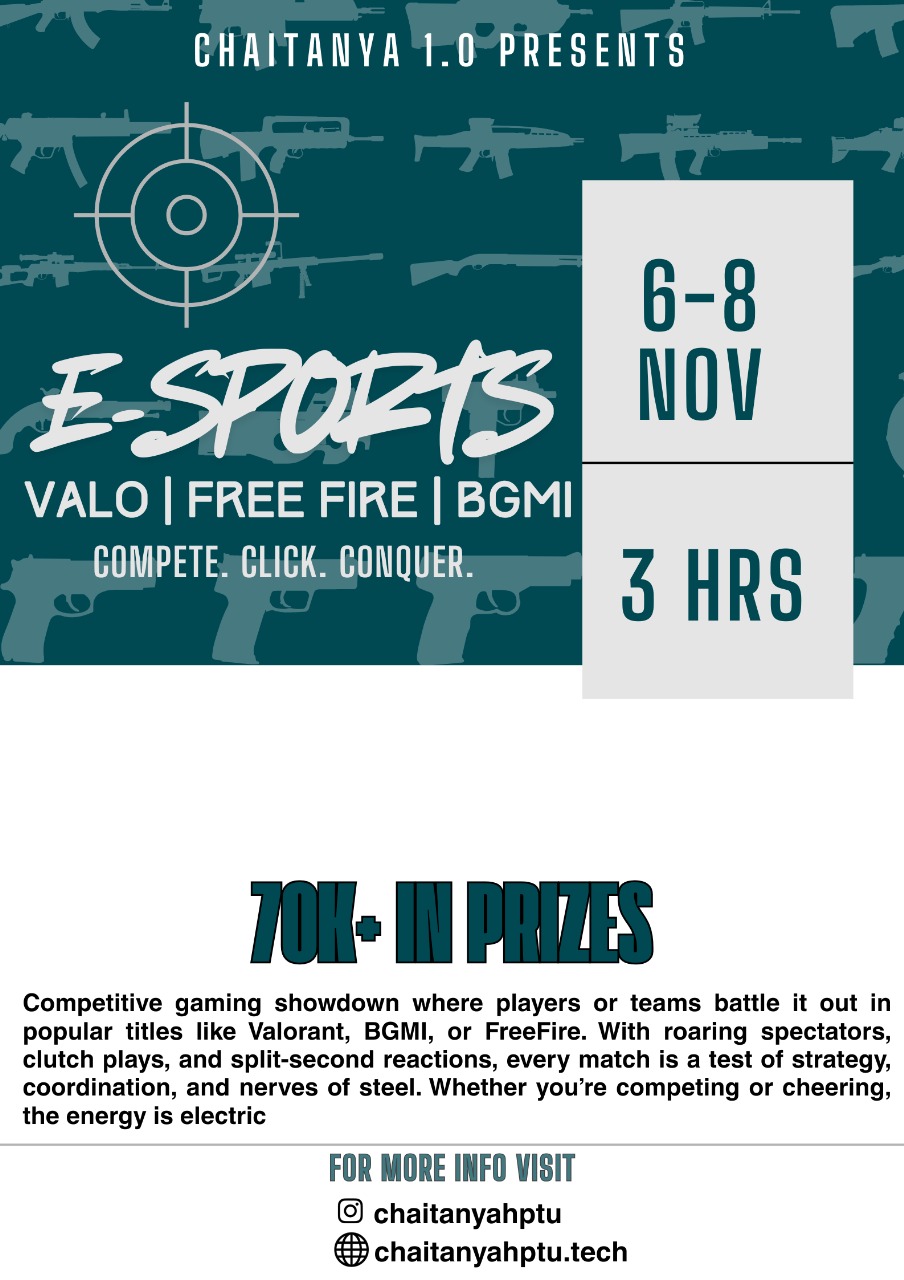 CHAITANYA 1.0 PRESENTS
E-SPORTS
VALO | FREE FIRE | BGMI
COMPETE. CLICK. CONQUER.
6-8
NOV
3 HRS
70K+ IN PRIZES
Competitive gaming showdown where players or teams battle it out in
popular titles like Valorant, BGMI, or FreeFire. With roaring spectators,
clutch plays, and split-second reactions, every match is a test of strategy,
coordination, and nerves of steel. Whether you’re competing or cheering,
the energy is electric
FOR MORE INFO VISIT
chaitanyahptu
chaitanyahptu.tech